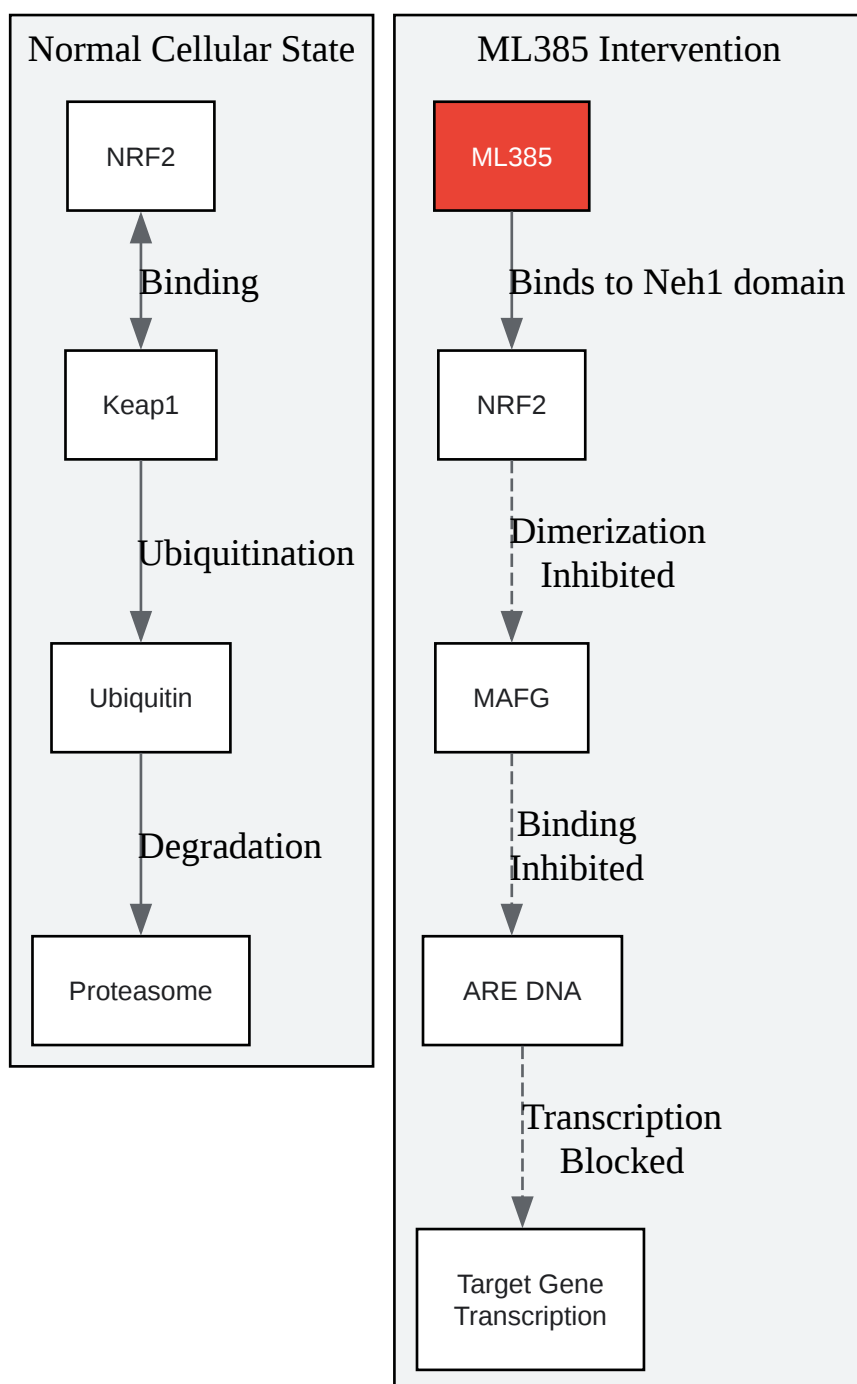 Normal Cellular State
NRF2
Binding
Keap1
Ubiquitination
Ubiquitin
Degradation
Proteasome
ML385 Intervention
ML385
Binds to Neh1 domain
NRF2
Dimerization
Inhibited
MAFG
Binding
Inhibited
ARE DNA
Transcription
Blocked
Target Gene
Transcription